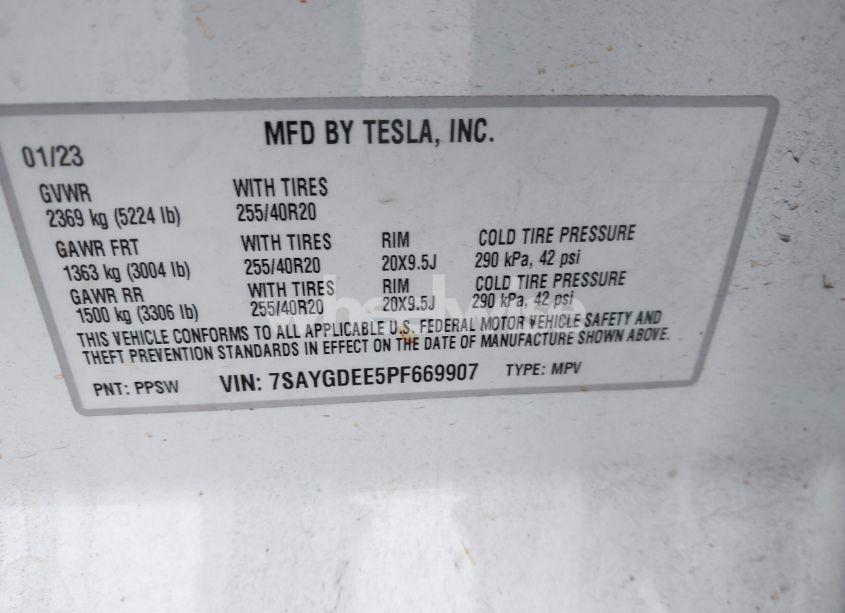 MFD BY TESLA, INC.
01/23
GVWR WITH TIRES
2369 kg (5224 lb) 255/40R20
GAWR FRT WITH TIRES RIM COLD TIRE PRESSURE
1363 kg (3004 lb) 255/40R20 20X9.5J 290 kPa, 42 psi
GAWR RR WITH TIRES RIM COLD TIRE PRESSURE
1500 kg (3306 lb) 255/40R20 20X9.5J 290 kPa, 42 psi
THIS VEHICLE CONFORMS TO ALL APPLICABLE U.S. FEDERAL MOTOR VEHICLE SAFETY AND
THEFT PREVENTION STANDARDS IN EFFECT ON THE DATE OF MANUFACTURE SHOWN ABOVE.
PNT: PPSW VIN: 7SAYGDEE5PF669907 TYPE: MPV